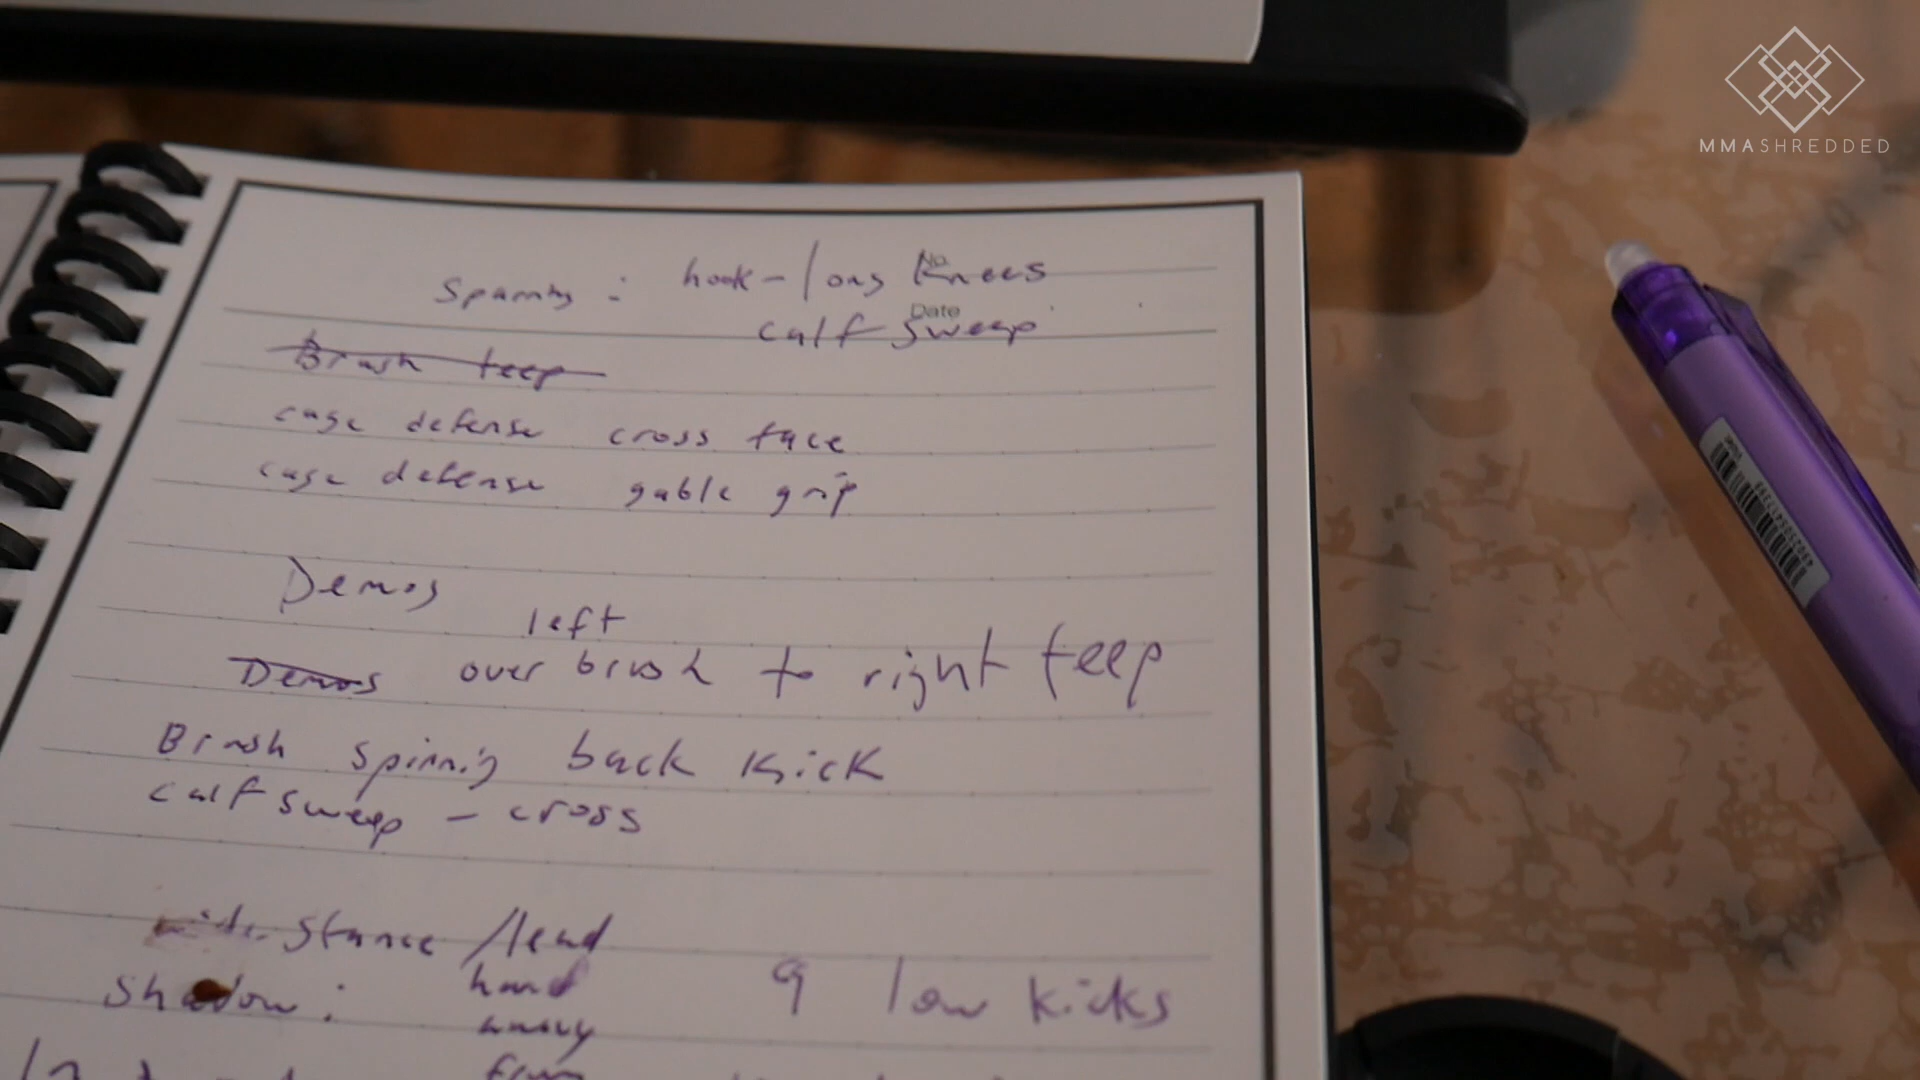 MMASHREDDED
No
Date
Sparring : hook - long knees
calf sweep
Brush teep
cage defense cross face
cage defense gable grip
Demos
left
Demos over brush to right teep
Brush spinning back kick
calf sweep - cross
stance / lead
Shadow : hand 9 low kicks
away
from